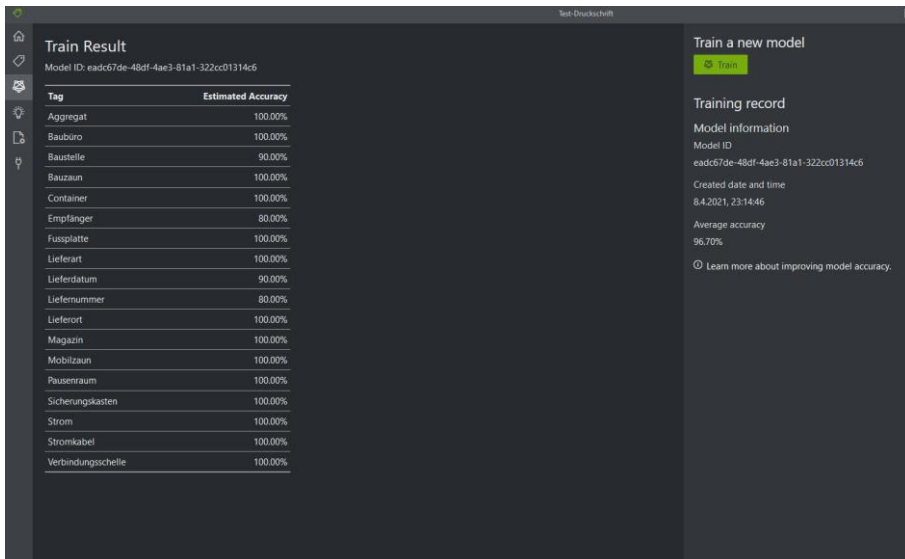 Test-Druckschrift
Train Result
Model ID: eadc67de-48df-4ae3-81a1-322cc01314c6
Tag Estimated Accuracy
Aggregat 100.00%
Baubüro 100.00%
Baustelle 90.00%
Bauzaun 100.00%
Container 100.00%
Empfänger 80.00%
Fussplatte 100.00%
Lieferart 100.00%
Lieferdatum 90.00%
Liefernummer 80.00%
Lieferort 100.00%
Magazin 100.00%
Mobilzaun 100.00%
Pausenraum 100.00%
Sicherungskasten 100.00%
Strom 100.00%
Stromkabel 100.00%
Verbindungsschelle 100.00%
Train a new model
Train
Training record
Model information
Model ID
eadc67de-48df-4ae3-81a1-322cc01314c6
Created date and time
8.4.2021, 23:14:46
Average accuracy
96.70%
Learn more about improving model accuracy.